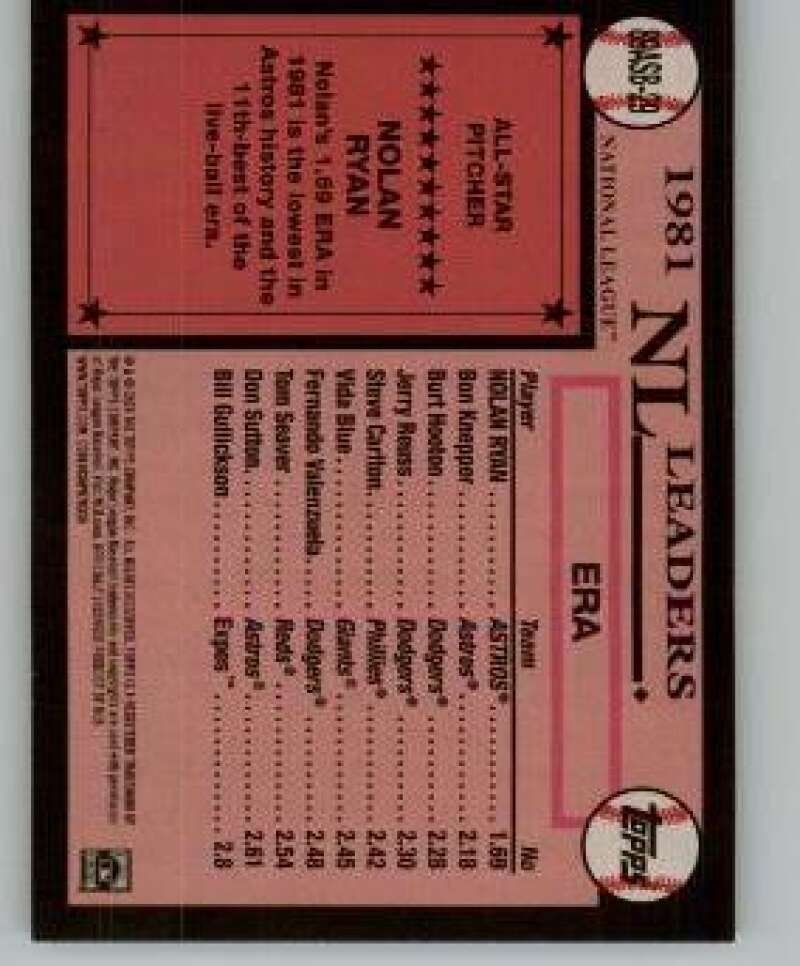 89ASB-29
1981 NL LEADERS
NATIONAL LEAGUE™
TOPPS
ALL-STAR
PITCHER
NOLAN
RYAN
Nolan's 1.69 ERA in
1981 is the lowest in
Astros history and the
11th-best of the
live-ball era.
ERA
Player Team No
NOLAN RYAN .......... ASTROS® .......... 1.69
Bob Knepper .......... Astros® .......... 2.18
Burt Hooton .......... Dodgers® .......... 2.28
Jerry Reuss .......... Dodgers® .......... 2.30
Steve Carlton .......... Phillies® .......... 2.42
Vida Blue .......... Giants® .......... 2.45
Fernando Valenzuela .... Dodgers® .......... 2.48
Tom Seaver .......... Reds® .......... 2.54
Don Sutton .......... Astros® .......... 2.61
Bill Gullickson .......... Expos™ .......... 2.8